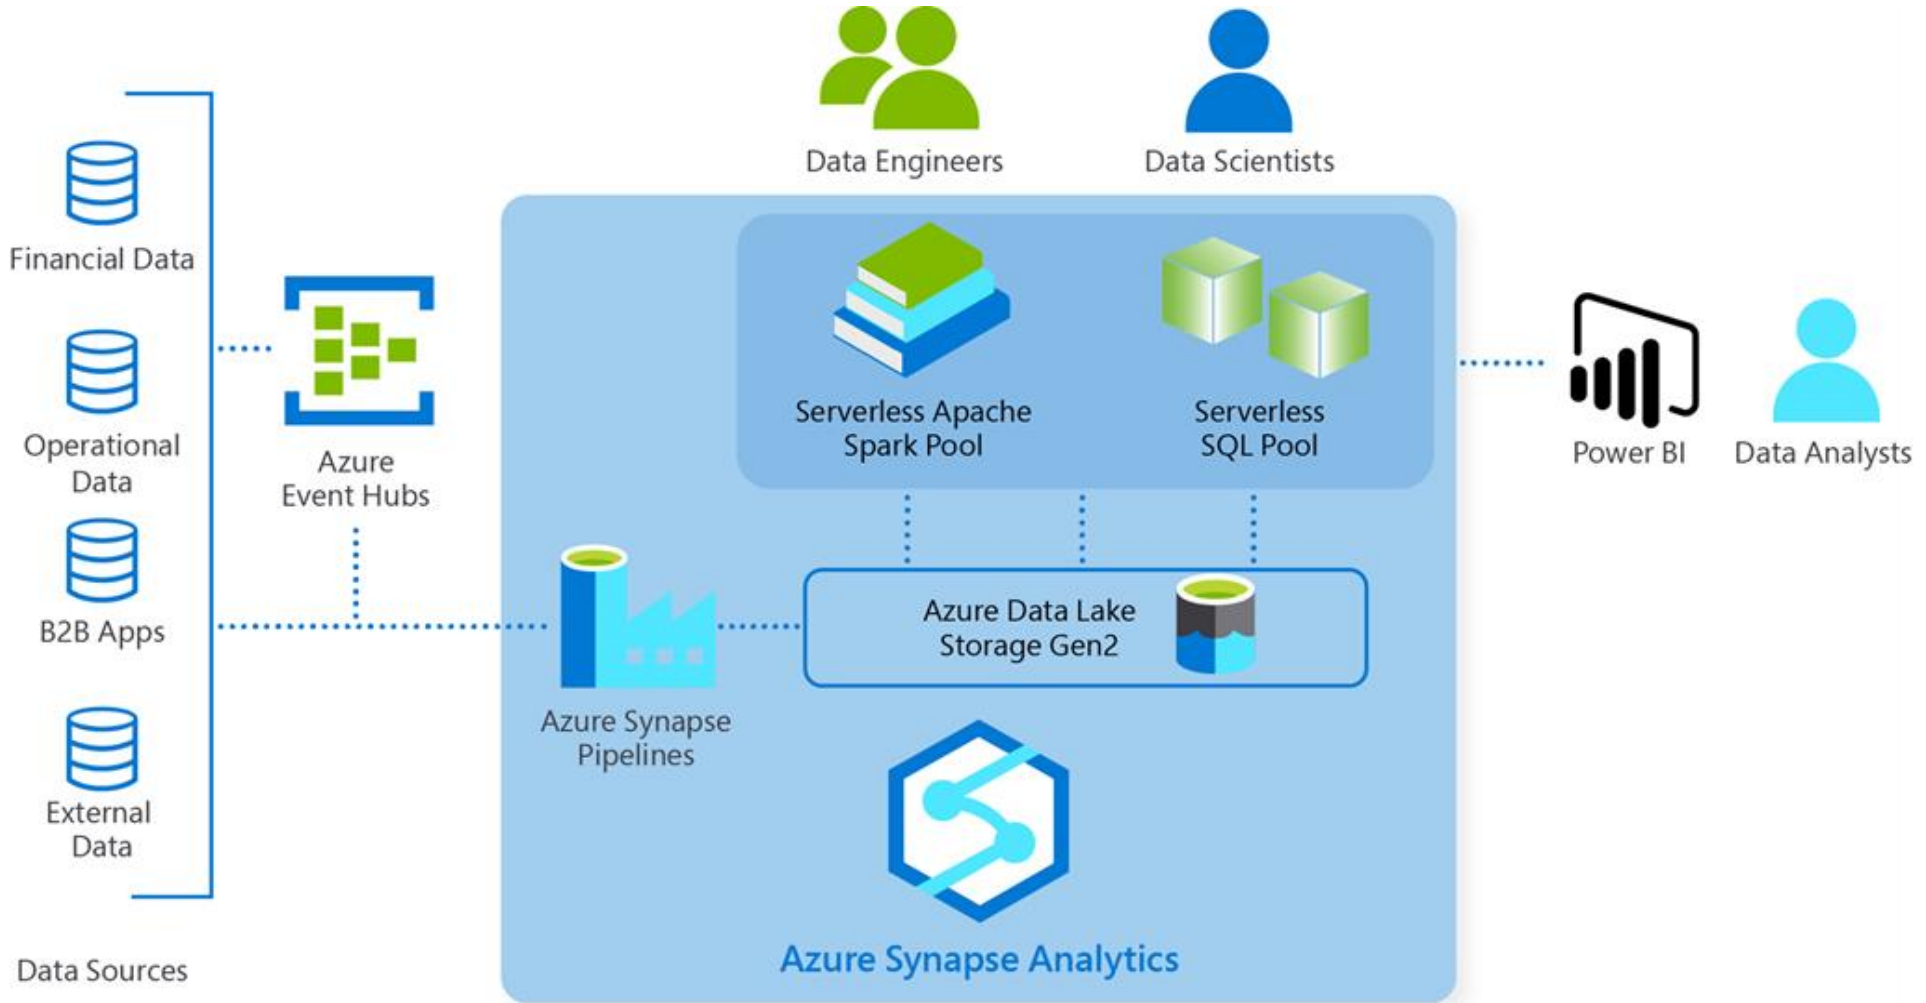 Data Engineers
Data Scientists
Financial Data
Operational
Data
B2B Apps
External
Data
Data Sources
Azure
Event Hubs
Serverless Apache
Spark Pool
Serverless
SQL Pool
Azure Data Lake
Storage Gen2
Azure Synapse
Pipelines
Azure Synapse Analytics
Power BI
Data Analysts